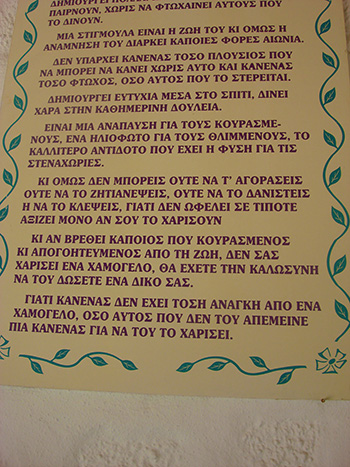 ΔΗΜΙΟΥΡΓΕΙ
ΠΑΙΡΝΟΥΝ, ΧΩΡΙΣ ΝΑ ΦΤΩΧΑΙΝΕΙ ΑΥΤΟΥΣ ΠΟΥ
ΤΟ ΔΙΝΟΥΝ.
ΜΙΑ ΣΤΙΓΜΟΥΛΑ ΕΙΝΑΙ Η ΖΩΗ ΤΟΥ ΚΙ ΟΜΩΣ Η
ΑΝΑΜΝΗΣΗ ΤΟΥ ΔΙΑΡΚΕΙ ΚΑΠΟΙΕΣ ΦΟΡΕΣ ΑΙΩΝΙΑ.
ΔΕΝ ΥΠΑΡΧΕΙ ΚΑΝΕΝΑΣ ΤΟΣΟ ΠΛΟΥΣΙΟΣ ΠΟΥ
ΝΑ ΜΠΟΡΕΙ ΝΑ ΚΑΝΕΙ ΧΩΡΙΣ ΑΥΤΟ ΚΑΙ ΚΑΝΕΝΑΣ
ΤΟΣΟ ΦΤΩΧΟΣ, ΟΣΟ ΑΥΤΟΣ ΠΟΥ ΤΟ ΣΤΕΡΕΙΤΑΙ.
ΔΗΜΙΟΥΡΓΕΙ ΕΥΤΥΧΙΑ ΜΕΣΑ ΣΤΟ ΣΠΙΤΙ, ΔΙΝΕΙ
ΧΑΡΑ ΣΤΗΝ ΚΑΘΗΜΕΡΙΝΗ ΔΟΥΛΕΙΑ.
ΕΙΝΑΙ ΜΙΑ ΑΝΑΠΑΥΣΗ ΓΙΑ ΤΟΥΣ ΚΟΥΡΑΣΜΕ-
ΝΟΥΣ, ΕΝΑ ΗΛΙΟΦΩΤΟ ΓΙΑ ΤΟΥΣ ΘΛΙΜΜΕΝΟΥΣ, ΤΟ
ΚΑΛΛΙΤΕΡΟ ΑΝΤΙΔΟΤΟ ΠΟΥ ΕΧΕΙ Η ΦΥΣΗ ΓΙΑ ΤΙΣ
ΣΤΕΝΑΧΩΡΙΕΣ.
ΚΙ ΟΜΩΣ ΔΕΝ ΜΠΟΡΕΙΣ ΟΥΤΕ ΝΑ Τ' ΑΓΟΡΑΣΕΙΣ
ΟΥΤΕ ΝΑ ΤΟ ΖΗΤΙΑΝΕΨΕΙΣ, ΟΥΤΕ ΝΑ ΤΟ ΔΑΝΙΣΤΕΙΣ
Η ΝΑ ΤΟ ΚΛΕΨΕΙΣ, ΓΙΑΤΙ ΔΕΝ ΩΦΕΛΕΙ ΣΕ ΤΙΠΟΤΕ
ΑΞΙΖΕΙ ΜΟΝΟ ΑΝ ΣΟΥ ΤΟ ΧΑΡΙΣΟΥΝ
ΚΙ ΑΝ ΒΡΕΘΕΙ ΚΑΠΟΙΟΣ ΠΟΥ ΚΟΥΡΑΣΜΕΝΟΣ
ΚΙ ΑΠΟΓΟΗΤΕΥΜΕΝΟΣ ΑΠΟ ΤΗ ΖΩΗ, ΔΕΝ ΣΑΣ
ΧΑΡΙΣΕΙ ΕΝΑ ΧΑΜΟΓΕΛΟ, ΘΑ ΕΧΕΤΕ ΤΗΝ ΚΑΛΩΣΥΝΗ
ΝΑ ΤΟΥ ΔΩΣΕΤΕ ΕΝΑ ΔΙΚΟ ΣΑΣ.
ΓΙΑΤΙ ΚΑΝΕΝΑΣ ΔΕΝ ΕΧΕΙ ΤΟΣΗ ΑΝΑΓΚΗ ΑΠΟ ΕΝΑ
ΧΑΜΟΓΕΛΟ, ΟΣΟ ΑΥΤΟΣ ΠΟΥ ΔΕΝ ΤΟΥ ΑΠΕΜΕΙΝΕ
ΠΙΑ ΚΑΝΕΝΑΣ ΓΙΑ ΝΑ ΤΟΥ ΤΟ ΧΑΡΙΣΕΙ.